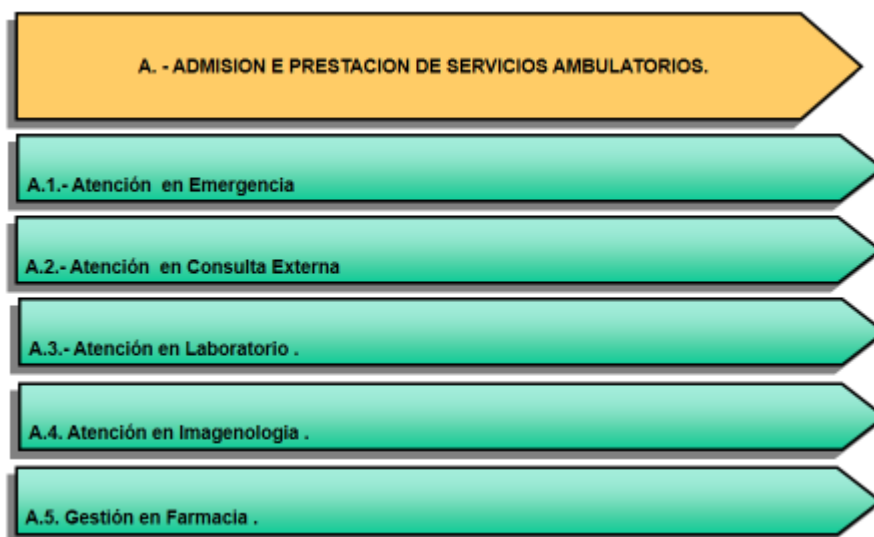 A. - ADMISION E PRESTACION DE SERVICIOS AMBULATORIOS.
A.1.- Atención en Emergencia
A.2.- Atención en Consulta Externa
A.3.- Atención en Laboratorio .
A.4. Atención en Imagenologia .
A.5. Gestión en Farmacia .